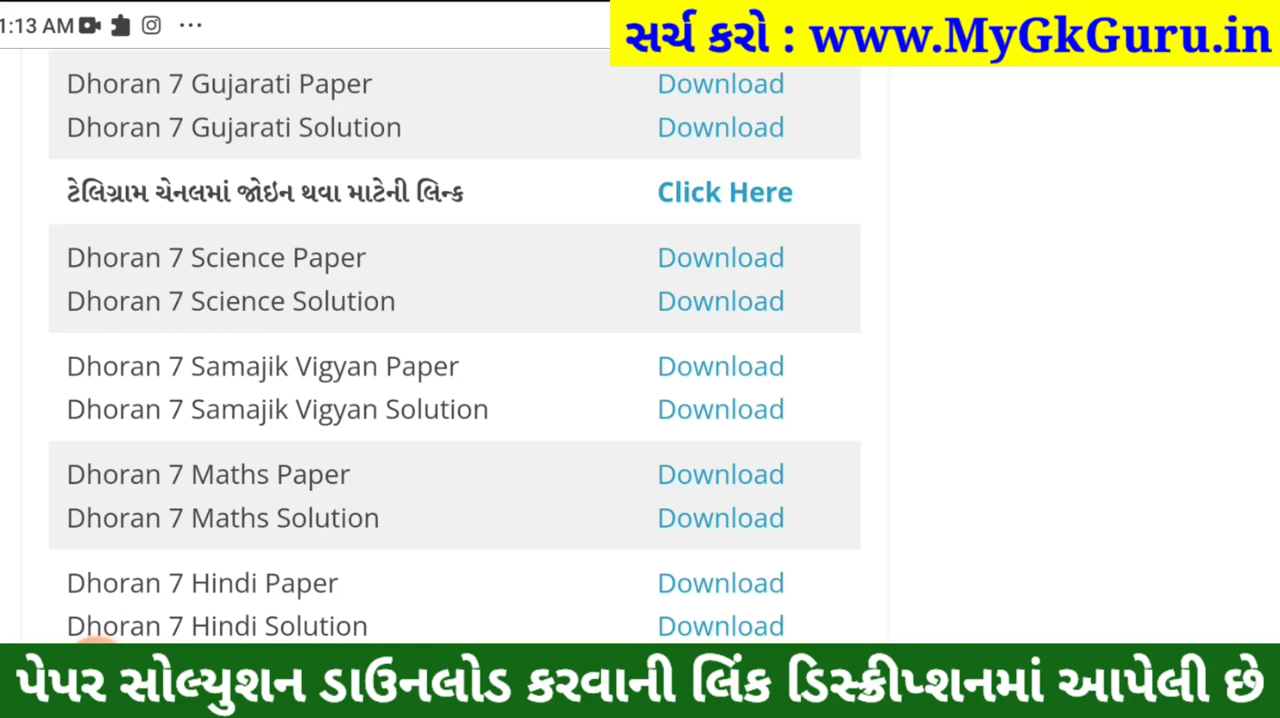 1:13 AM ...
સર્ચ કરો : www.MyGkGuru.in
Dhoran 7 Gujarati Paper Download
Dhoran 7 Gujarati Solution Download
ટેલિગ્રામ ચેનલમાં જોઇન થવા માટેની લિન્ક Click Here
Dhoran 7 Science Paper Download
Dhoran 7 Science Solution Download
Dhoran 7 Samajik Vigyan Paper Download
Dhoran 7 Samajik Vigyan Solution Download
Dhoran 7 Maths Paper Download
Dhoran 7 Maths Solution Download
Dhoran 7 Hindi Paper Download
Dhoran 7 Hindi Solution Download
પેપર સોલ્યુશન ડાઉનલોડ કરવાની લિંક ડિસ્ક્રીપ્શનમાં આપેલી છે